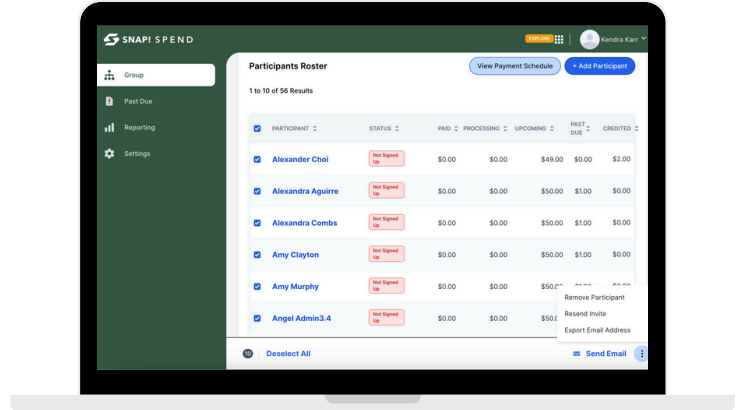 SNAP! SPEND
EXPLORE
Kendra Karr
Group
Past Due
Reporting
Settings
Participants Roster
View Payment Schedule
+ Add Participant
1 to 10 of 56 Results
PARTICIPANT STATUS PAID PROCESSING UPCOMING PAST DUE CREDITED
Alexander Choi Not Signed Up $0.00 $0.00 $49.00 $0.00 $2.00
Alexandra Aguirre Not Signed Up $0.00 $0.00 $50.00 $1.00 $0.00
Alexandra Combs Not Signed Up $0.00 $0.00 $50.00 $1.00 $0.00
Amy Clayton Not Signed Up $0.00 $0.00 $50.00 $1.00 $0.00
Amy Murphy Not Signed Up $0.00 $0.00
Angel Admin3.4 Not Signed Up $0.00 $0.00
Remove Participant
Resend Invite
Export Email Address
10 Deselect All
Send Email